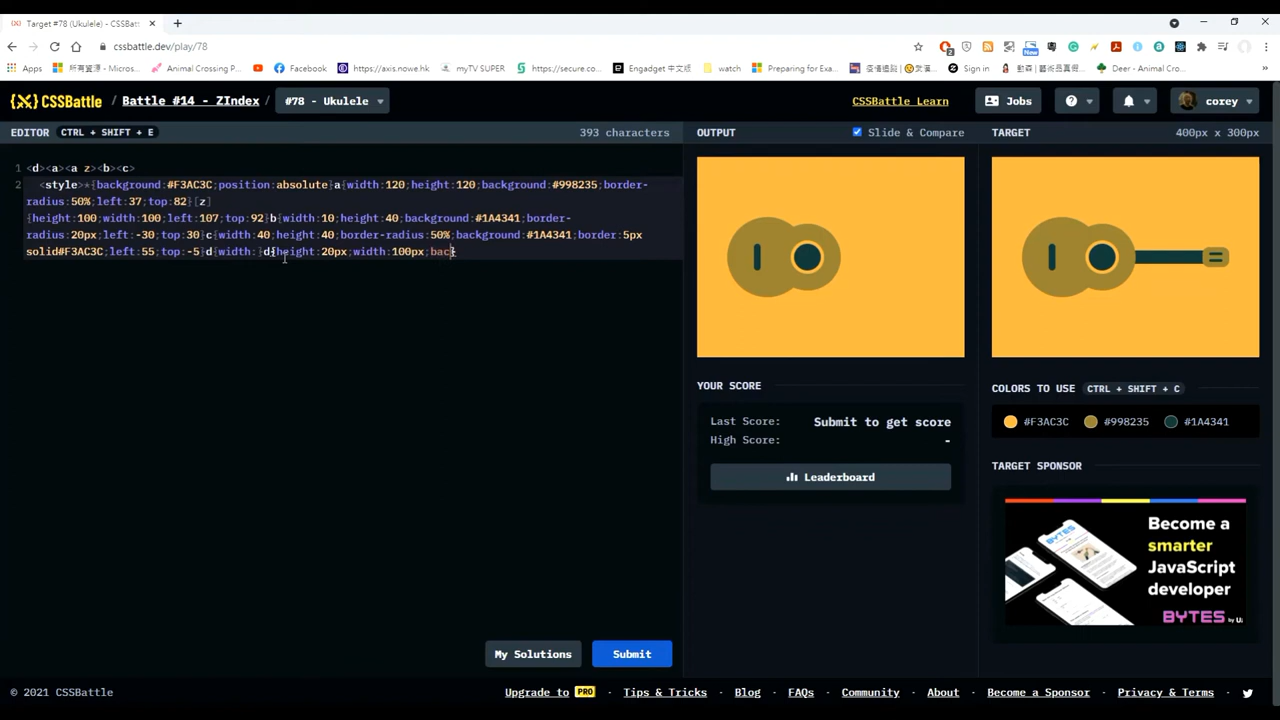 Target #78 (Ukulele) - CSSBatt
cssbattle.dev/play/78
New
Apps
所有資源 - Micros...
Animal Crossing P...
Facebook
https://axis.nowe.hk
myTV SUPER
https://secure.co...
Engadget 中文版
watch
Preparing for Exa...
Sign in
Deer - Animal Cro...
CSSBATTLE
Battle #14 - ZIndex
#78 - Ukulele
CSSBattle Learn
Jobs
corey
EDITOR CTRL + SHIFT + E 393 characters
OUTPUT Slide & Compare
TARGET 400px x 300px
1 <d><a><a z><b><c>
2 <style>*{background:#F3AC3C;position:absolute}a{width:120;height:120;background:#998235;border-
radius:50%;left:37;top:82}[z]
{height:100;width:100;left:107;top:92}b{width:10;height:40;background:#1A4341;border-
radius:20px;left:-30;top:30}c{width:40;height:40;border-radius:50%;background:#1A4341;border:5px
solid#F3AC3C;left:55;top:-5}d{width:}d{height:20px;width:100px;bac}
YOUR SCORE
Last Score: Submit to get score
High Score: -
Leaderboard
COLORS TO USE CTRL + SHIFT + C
#F3AC3C #998235 #1A4341
TARGET SPONSOR
Become a
smarter
JavaScript
developer
BYTES by
My Solutions
Submit
© 2021 CSSBattle
Upgrade to PRO
Tips & Tricks
Blog
FAQs
Community
About
Become a Sponsor
Privacy & Terms